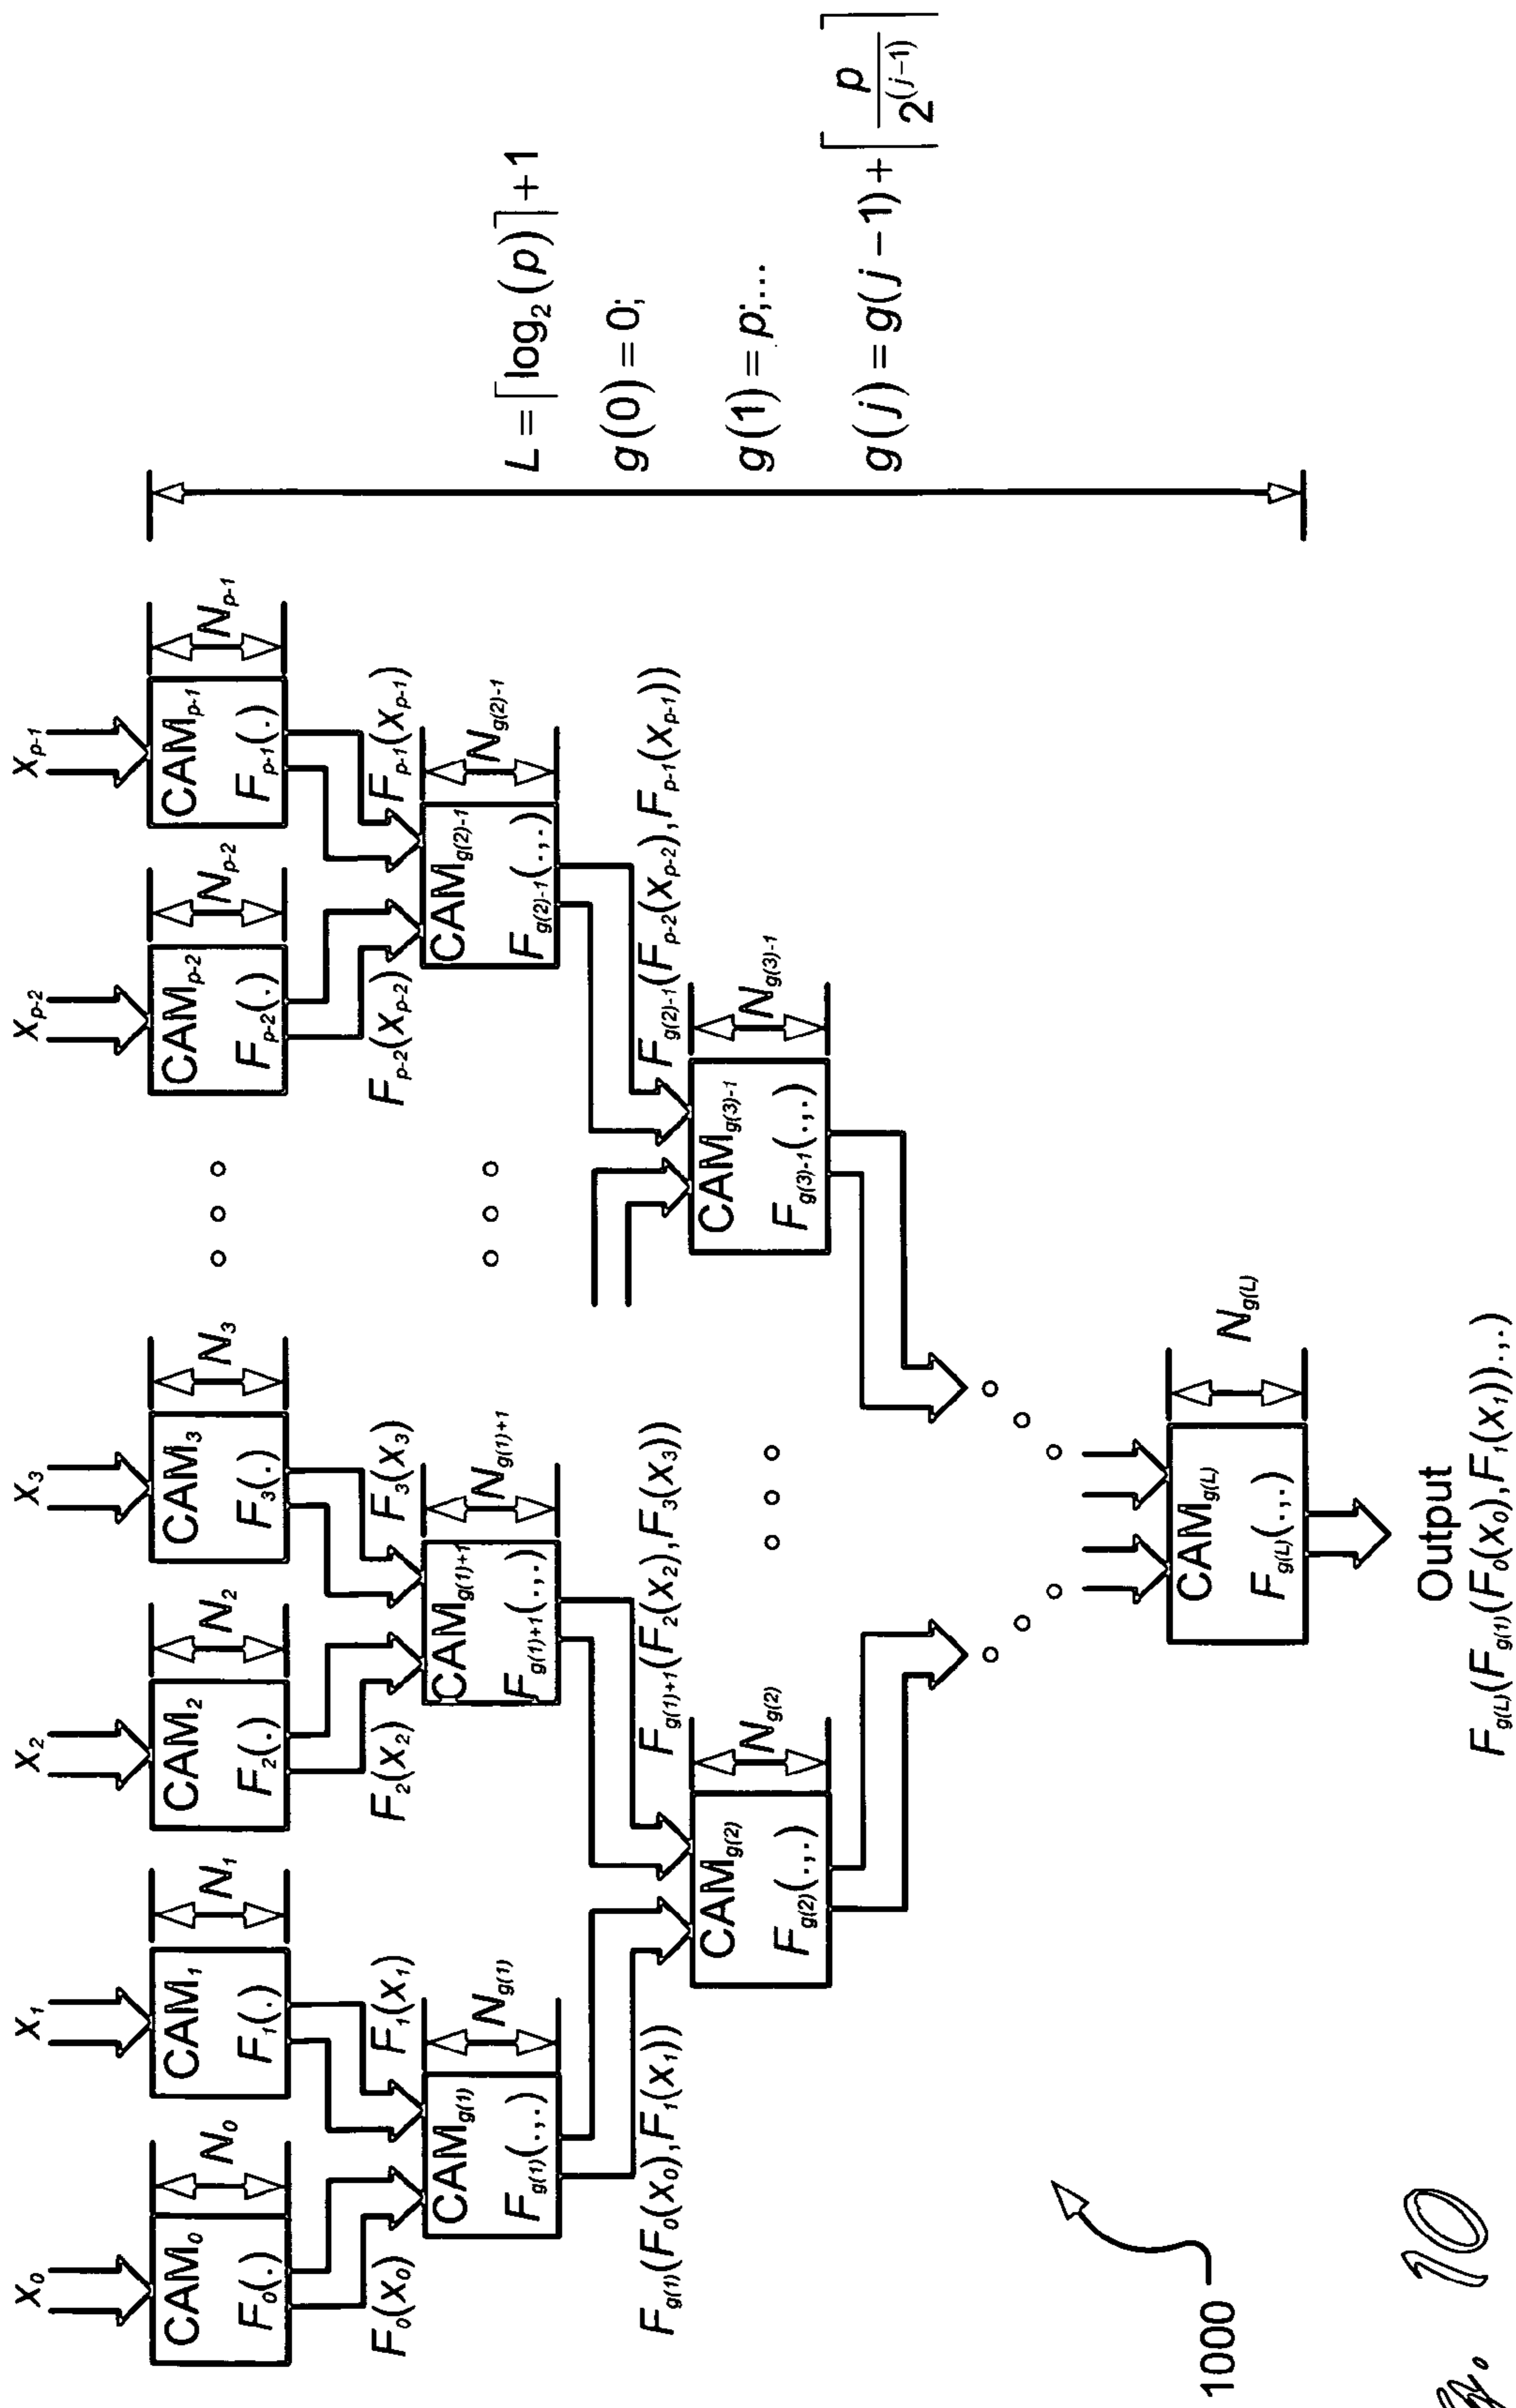 X0 X1 X2 X3 Xp-2 Xp-1
CAM0 N0 CAM1 N1 CAM2 N2 CAM3 N3 CAMp-2 Np-2 CAMp-1 Np-1
F0(.) F1(.) F2(.) F3(.) Fp-2(.) Fp-1(.)
F0(X0) F1(X1) F2(X2) F3(X3) Fp-2(Xp-2) Fp-1(Xp-1)
CAMg(1) Ng(1) CAMg(1)+1 Ng(1)+1 CAMg(2)-1 Ng(2)-1
Fg(1)(.,.) Fg(1)+1(.,.) Fg(2)-1(.,.)
Fg(1)(F0(X0),F1(X1)) Fg(1)+1(F2(X2),F3(X3)) Fg(2)-1(Fp-2(Xp-2),Fp-1(Xp-1))
CAMg(2) Ng(2) CAMg(3)-1 Ng(3)-1
Fg(2)(.,.) Fg(3)-1(.,.)
CAMg(L) Ng(L)
Fg(L)(.,.)
Output
Fg(L)(Fg(1)(F0(X0),F1(X1)).,.)
L = ⌈log2(p)⌉ + 1
g(0) = 0;
g(1) = p;...
g(j) = g(j − 1) + ⌈p / 2^(j−1)⌉
1000
10